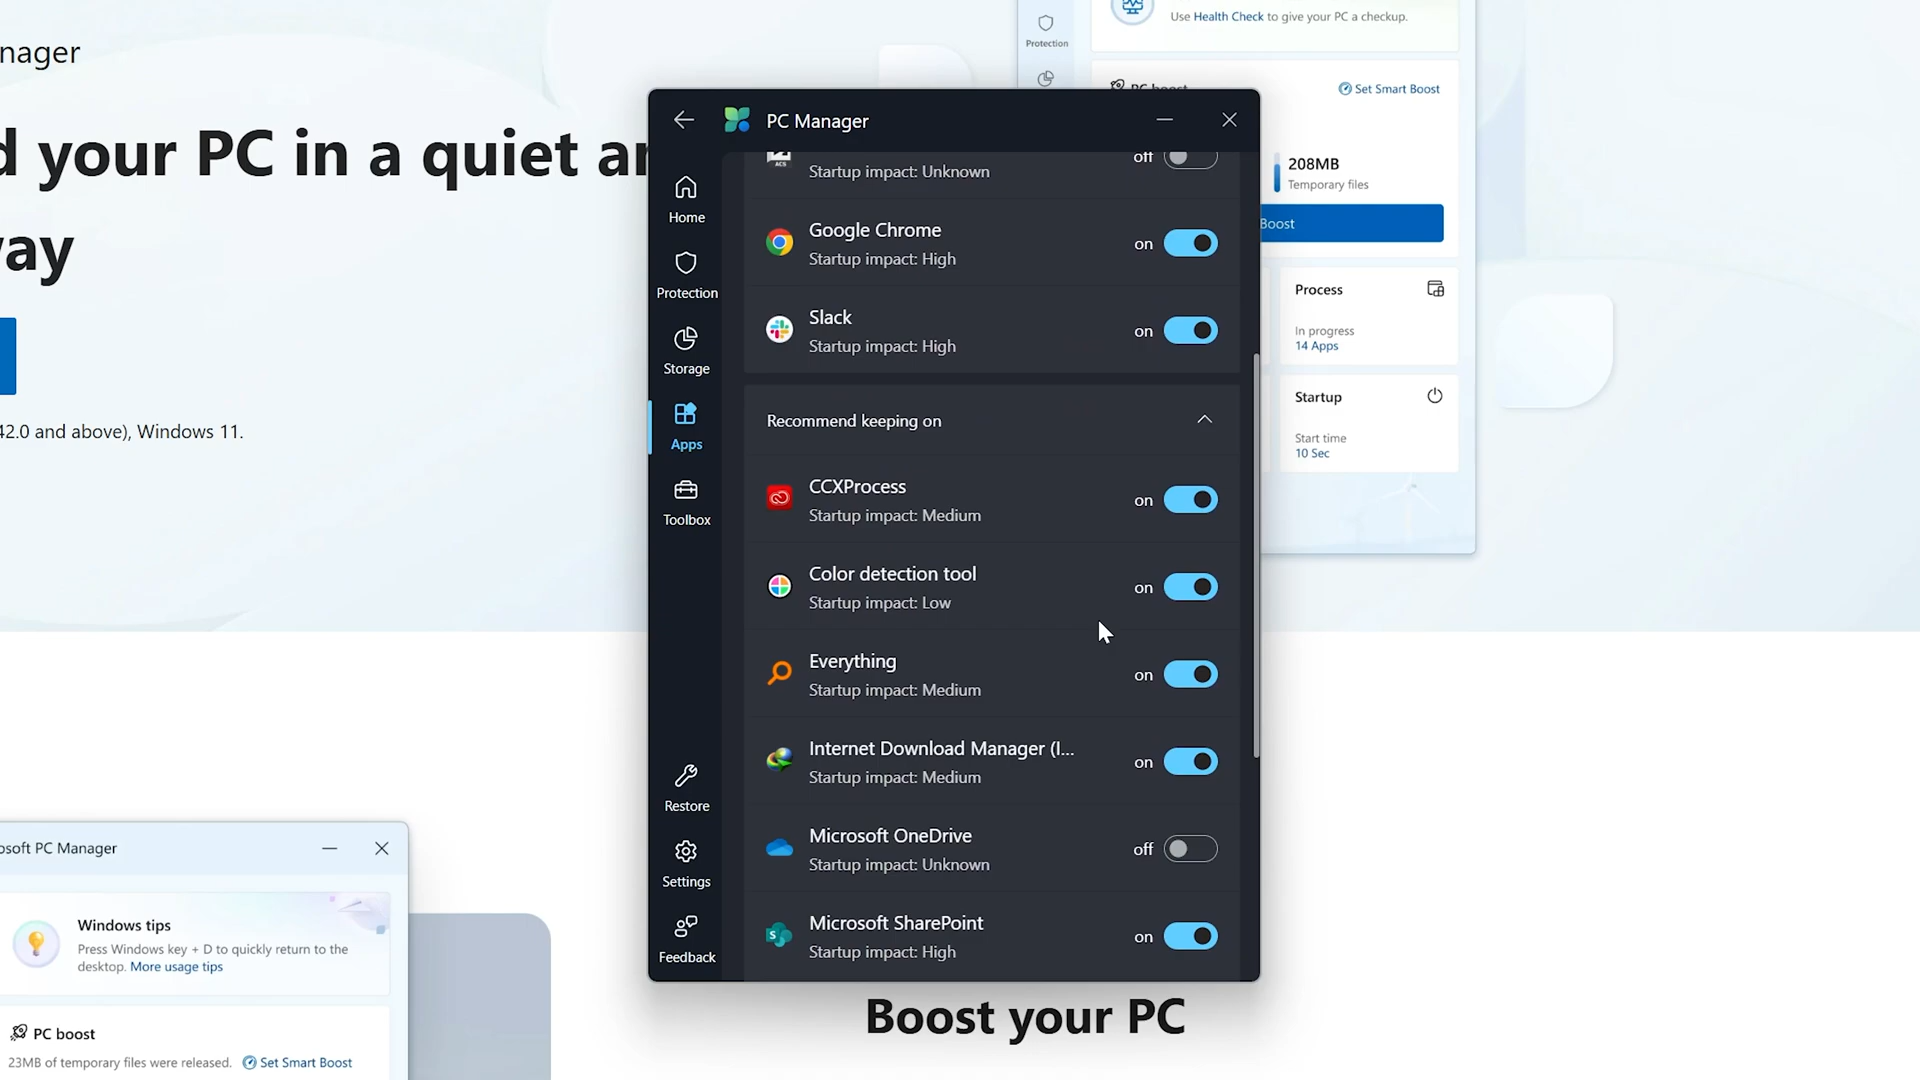 nager
d your PC in a quiet ar
vay
42.0 and above), Windows 11.
Protection
Use Health Check to give your PC a checkup.
Set Smart Boost
208MB
Temporary files
Boost
Process
In progress
14 Apps
Startup
Start time
10 Sec
PC Manager
Home
Protection
Storage
Apps
Toolbox
Restore
Settings
Feedback
ACS
Startup impact: Unknown
off
Google Chrome
Startup impact: High
on
Slack
Startup impact: High
on
Recommend keeping on
CCXProcess
Startup impact: Medium
on
Color detection tool
Startup impact: Low
on
Everything
Startup impact: Medium
on
Internet Download Manager (I...
Startup impact: Medium
on
Microsoft OneDrive
Startup impact: Unknown
off
S
Microsoft SharePoint
Startup impact: High
on
osoft PC Manager
Windows tips
Press Windows key + D to quickly return to the
desktop. More usage tips
PC boost
23MB of temporary files were released. Set Smart Boost
Boost your PC